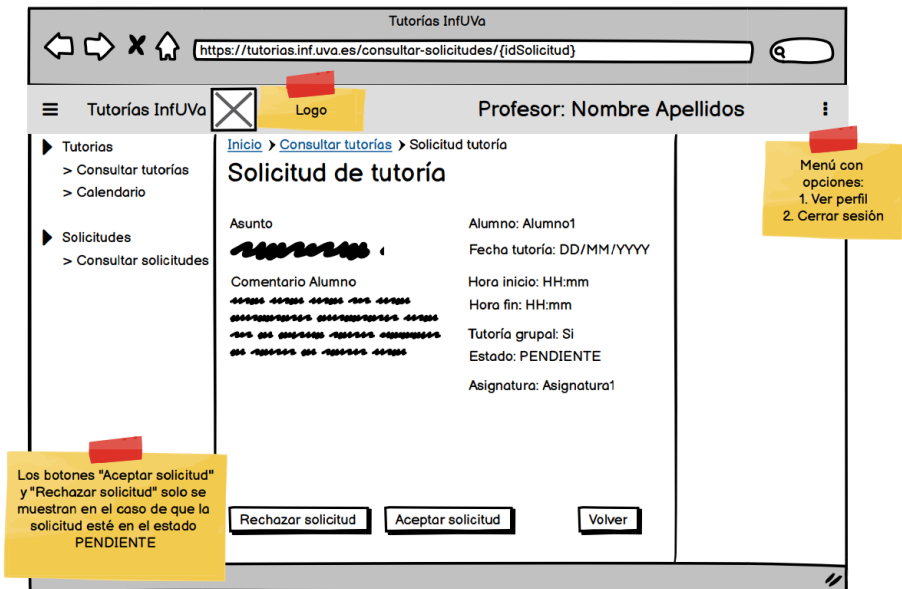 Tutorías InfUVa
https://tutorias.inf.uva.es/consultar-solicitudes/{idSolicitud}
Tutorías InfUVa
Logo
Profesor: Nombre Apellidos
Tutorias
> Consultar tutorías
> Calendario
Solicitudes
> Consultar solicitudes
Inicio > Consultar tutorías > Solicitud tutoría
Solicitud de tutoría
Asunto
Comentario Alumno
Alumno: Alumno1
Fecha tutoría: DD/MM/YYYY
Hora inicio: HH:mm
Hora fin: HH:mm
Tutoría grupal: Si
Estado: PENDIENTE
Asignatura: Asignatura1
Menú con
opciones:
1. Ver perfil
2. Cerrar sesión
Los botones "Aceptar solicitud"
y "Rechazar solicitud" solo se
muestran en el caso de que la
solicitud esté en el estado
PENDIENTE
Rechazar solicitud
Aceptar solicitud
Volver